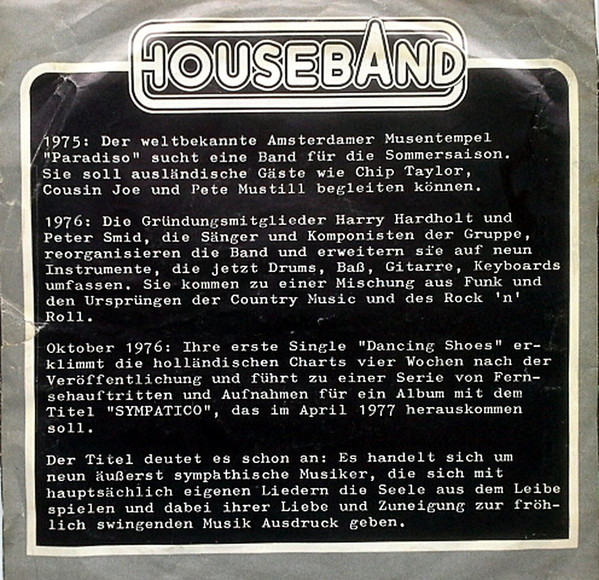 HOUSEBAND
1975: Der weltbekannte Amsterdamer Musentempel
"Paradiso" sucht eine Band für die Sommersaison.
Sie soll ausländische Gäste wie Chip Taylor,
Cousin Joe und Pete Mustill begleiten können.
1976: Die Gründungsmitglieder Harry Hardholt und
Peter Smid, die Sänger und Komponisten der Gruppe,
reorganisieren die Band und erweitern sie auf neun
Instrumente, die jetzt Drums, Baß, Gitarre, Keyboards
umfassen. Sie kommen zu einer Mischung aus Funk und
den Ursprüngen der Country Music und des Rock 'n'
Roll.
Oktober 1976: Ihre erste Single "Dancing Shoes" er-
klimmt die holländischen Charts vier Wochen nach der
Veröffentlichung und führt zu einer Serie von Fern-
sehauftritten und Aufnahmen für ein Album mit dem
Titel "SYMPATICO", das im April 1977 herauskommen
soll.
Der Titel deutet es schon an: Es handelt sich um
neun äußerst sympathische Musiker, die sich mit
hauptsächlich eigenen Liedern die Seele aus dem Leibe
spielen und dabei ihrer Liebe und Zuneigung zur fröh-
lich swingenden Musik Ausdruck geben.